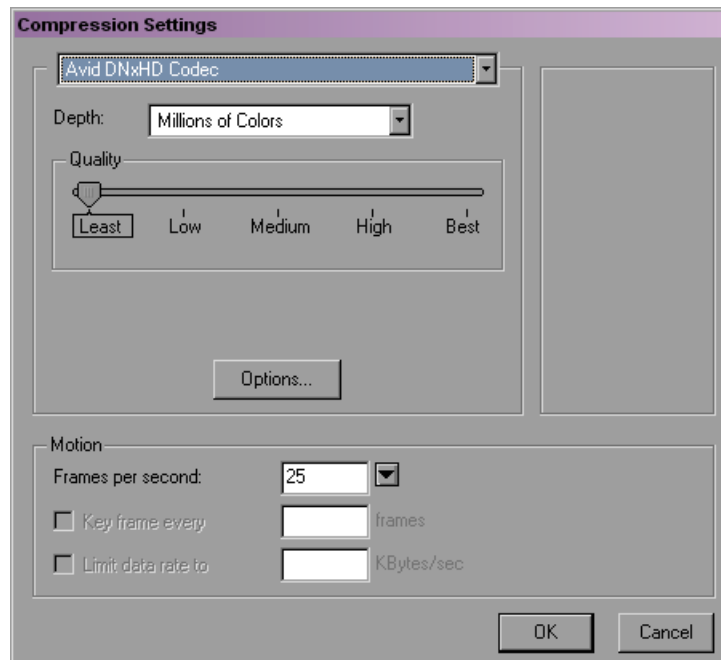 Compression Settings
Avid DNxHD Codec
Depth: Millions of Colors
Quality
Least Low Medium High Best
Options...
Motion
Frames per second: 25
Key frame every frames
Limit data rate to KBytes/sec
OK Cancel